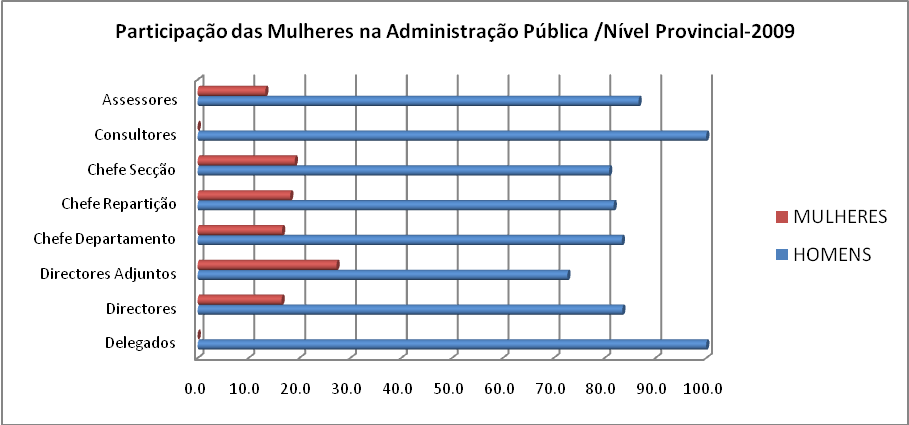 Participação das Mulheres na Administração Pública /Nível Provincial-2009
Assessores
Consultores
Chefe Secção
Chefe Repartição
Chefe Departamento
Directores Adjuntos
Directores
Delegados
MULHERES
HOMENS
0.0 10.0 20.0 30.0 40.0 50.0 60.0 70.0 80.0 90.0 100.0